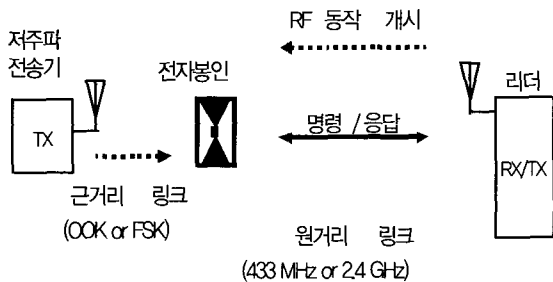 RF 동작 개시
저주파
전송기
전자봉인
리더
TX
명령 / 응답
RX/TX
근거리 링크
(OOK or FSK)
원거리 링크
(433 MHz or 2.4 GHz)